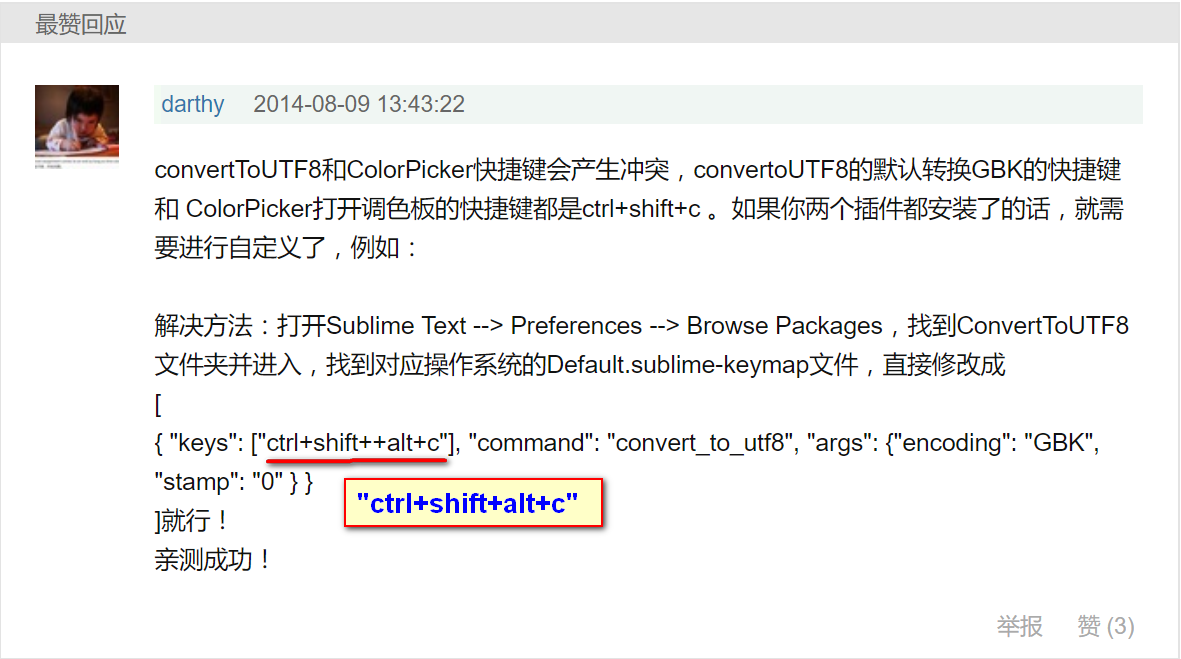 最赞回应
darthy 2014-08-09 13:43:22
convertToUTF8和ColorPicker快捷键会产生冲突，convertoUTF8的默认转换GBK的快捷键
和 ColorPicker打开调色板的快捷键都是ctrl+shift+c 。如果你两个插件都安装了的话，就需
要进行自定义了，例如：
解决方法：打开Sublime Text --> Preferences --> Browse Packages，找到ConvertToUTF8
文件夹并进入，找到对应操作系统的Default.sublime-keymap文件，直接修改成
[
{ "keys": ["ctrl+shift++alt+c"], "command": "convert_to_utf8", "args": {"encoding": "GBK",
"stamp": "0" } }
"ctrl+shift+alt+c"
]就行！
亲测成功！
举报 赞 (3)